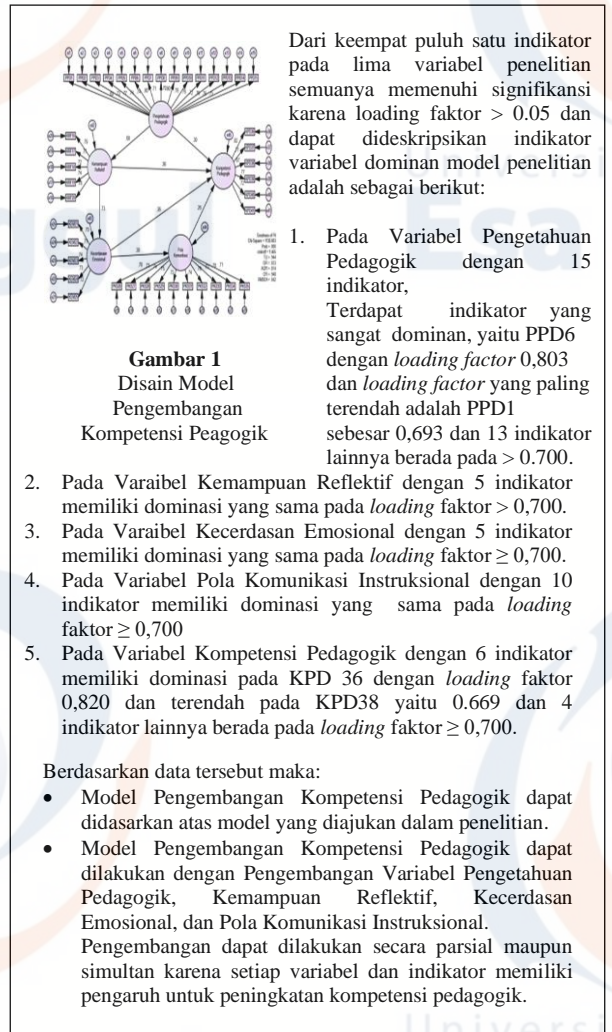 Dari keempat puluh satu indikator
pada lima variabel penelitian
semuanya memenuhi signifikansi
karena loading faktor > 0.05 dan
dapat dideskripsikan indikator
variabel dominan model penelitian
adalah sebagai berikut:
1. Pada Variabel Pengetahuan
Pedagogik dengan 15
indikator,
Terdapat indikator yang
sangat dominan, yaitu PPD6
dengan loading factor 0,803
dan loading factor yang paling
terendah adalah PPD1
sebesar 0,693 dan 13 indikator
lainnya berada pada > 0.700.
Gambar 1
Disain Model
Pengembangan
Kompetensi Peagogik
2. Pada Varaibel Kemampuan Reflektif dengan 5 indikator
memiliki dominasi yang sama pada loading faktor > 0,700.
3. Pada Varaibel Kecerdasan Emosional dengan 5 indikator
memiliki dominasi yang sama pada loading faktor ≥ 0,700.
4. Pada Variabel Pola Komunikasi Instruksional dengan 10
indikator memiliki dominasi yang sama pada loading
faktor ≥ 0,700
5. Pada Variabel Kompetensi Pedagogik dengan 6 indikator
memiliki dominasi pada KPD 36 dengan loading faktor
0,820 dan terendah pada KPD38 yaitu 0.669 dan 4
indikator lainnya berada pada loading faktor ≥ 0,700.
Berdasarkan data tersebut maka:
• Model Pengembangan Kompetensi Pedagogik dapat
didasarkan atas model yang diajukan dalam penelitian.
• Model Pengembangan Kompetensi Pedagogik dapat
dilakukan dengan Pengembangan Variabel Pengetahuan
Pedagogik, Kemampuan Reflektif, Kecerdasan
Emosional, dan Pola Komunikasi Instruksional.
Pengembangan dapat dilakukan secara parsial maupun
simultan karena setiap variabel dan indikator memiliki
pengaruh untuk peningkatan kompetensi pedagogik.
Esa